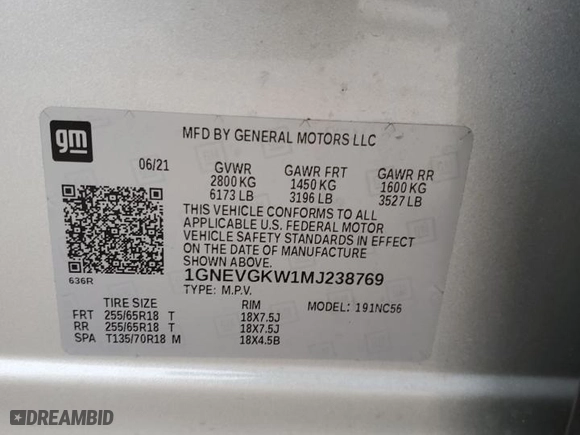 gm
MFD BY GENERAL MOTORS LLC
06/21 GVWR GAWR FRT GAWR RR
2800 KG 1450 KG 1600 KG
6173 LB 3196 LB 3527 LB
THIS VEHICLE CONFORMS TO ALL
APPLICABLE U.S. FEDERAL MOTOR
VEHICLE SAFETY STANDARDS IN EFFECT
ON THE DATE OF MANUFACTURE
SHOWN ABOVE.
636R
1GNEVGKW1MJ238769
TYPE: M.P.V. MODEL: 191NC56
TIRE SIZE RIM
FRT 255/65R18 T 18X7.5J
RR 255/65R18 T 18X7.5J
SPA T135/70R18 M 18X4.5B
DREAMBID